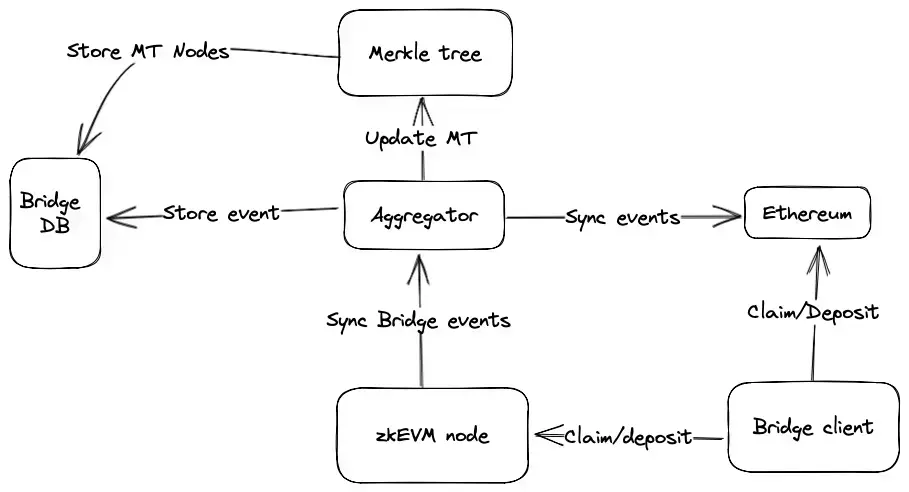 Merkle tree
Store MT Nodes
Update MT
Bridge
DB
Store event
Aggregator
Sync events
Ethereum
Sync Bridge events
Claim/Deposit
zkEVM node
Claim/deposit
Bridge client